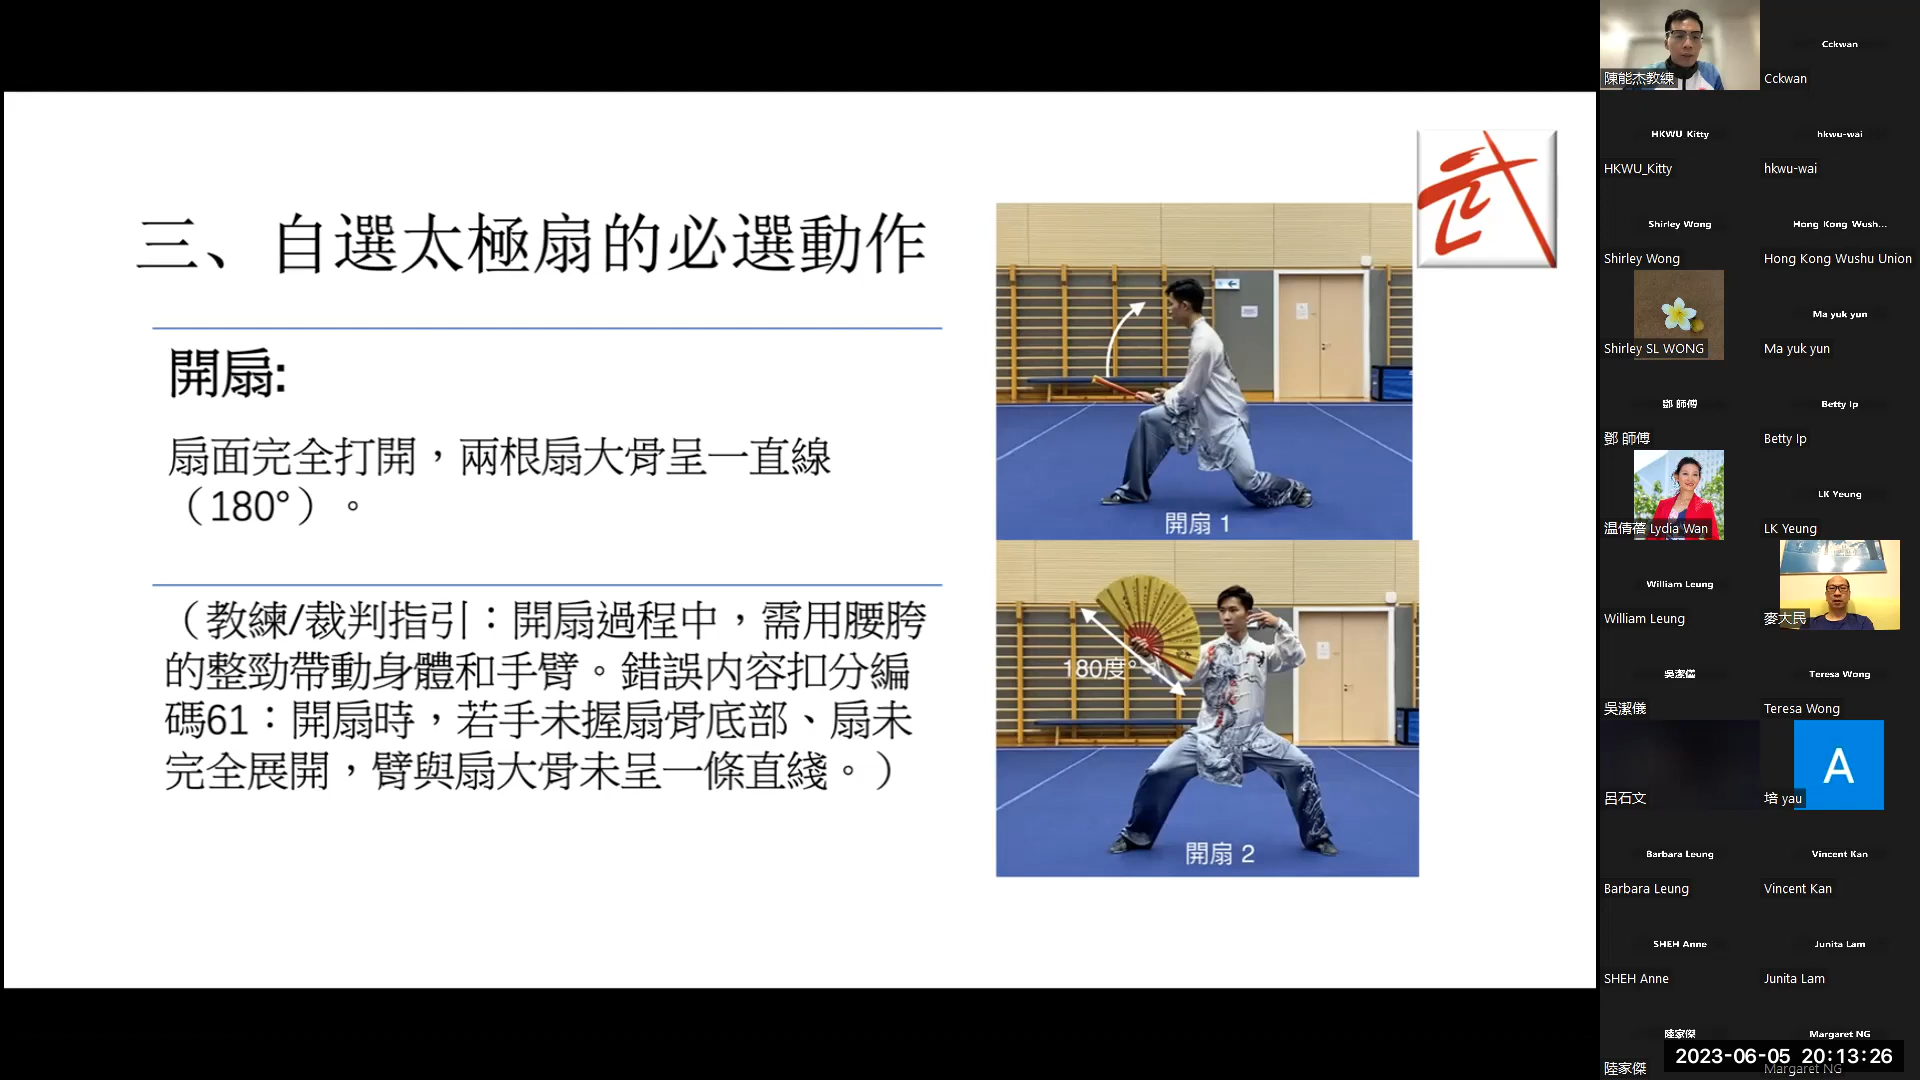 三、自選太極扇的必選動作
開扇:
扇面完全打開，兩根扇大骨呈一直線
（180°）。
（教練/裁判指引：開扇過程中，需用腰胯
的整勁帶動身體和手臂。錯誤内容扣分編
碼61：開扇時，若手未握扇骨底部、扇未
完全展開，臂與扇大骨未呈一條直綫。）
武
開扇 1
180度
開扇 2
陳能杰教練
Cckwan
Cckwan
HKWU_Kitty
HKWU_Kitty
hkwu-wai
hkwu-wai
Shirley Wong
Shirley Wong
Hong Kong Wush...
Hong Kong Wushu Union
Shirley SL WONG
Ma yuk yun
Ma yuk yun
鄧 師傅
鄧 師傅
Betty Ip
Betty Ip
温倩蓓 Lydia Wan
LK Yeung
LK Yeung
William Leung
William Leung
麥大民
吳潔儀
吳潔儀
Teresa Wong
Teresa Wong
呂石文
A
培 yau
Barbara Leung
Barbara Leung
Vincent Kan
Vincent Kan
SHEH Anne
SHEH Anne
Junita Lam
Junita Lam
陸家傑
陸家傑
Margaret NG
Margaret NG
2023-06-05 20:13:26